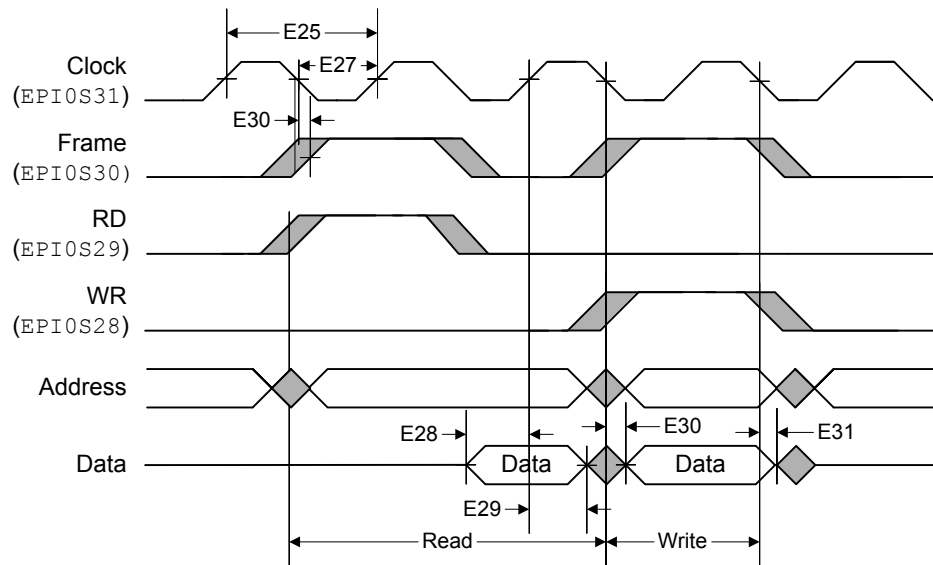 E25
Clock
(EPI0S31)
E27
E30
Frame
(EPI0S30)
RD
(EPI0S29)
WR
(EPI0S28)
Address
E28
E30
E31
Data
Data
Data
E29
Read
Write